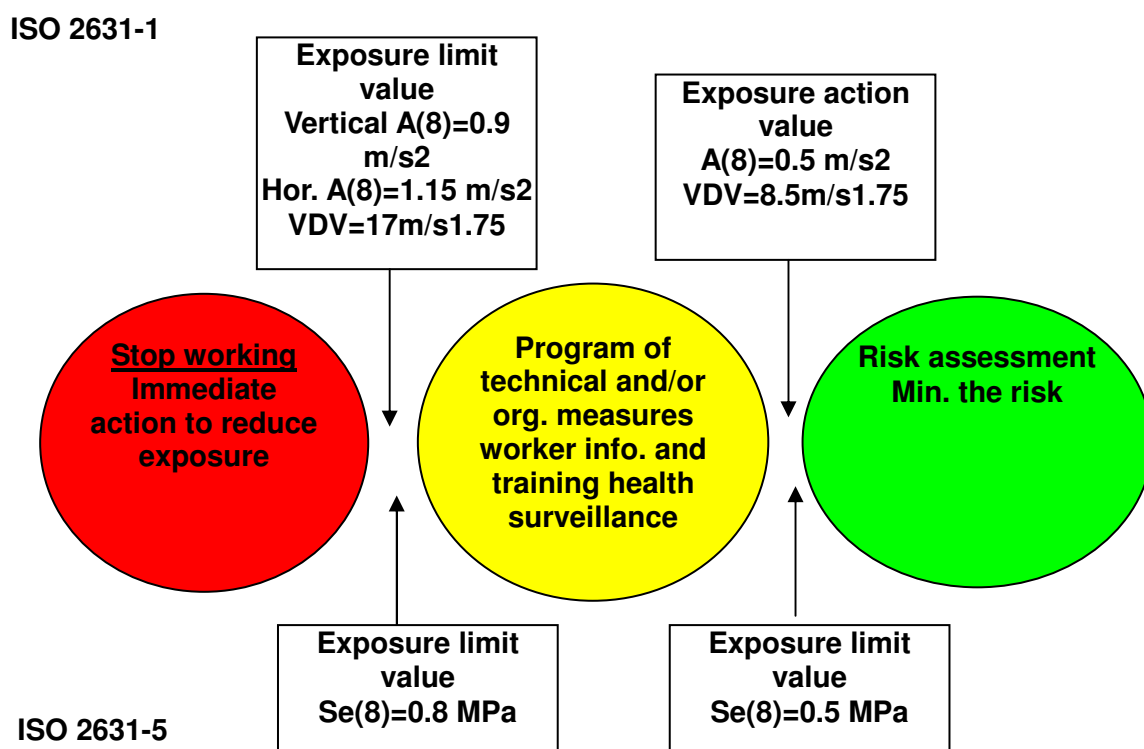 ISO 2631-1
Exposure limit
value
Vertical A(8)=0.9
m/s2
Hor. A(8)=1.15 m/s2
VDV=17m/s1.75
Exposure action
value
A(8)=0.5 m/s2
VDV=8.5m/s1.75
Stop working
Immediate
action to reduce
exposure
Program of
technical and/or
org. measures
worker info. and
training health
surveillance
Risk assessment
Min. the risk
Exposure limit
value
Se(8)=0.8 MPa
Exposure limit
value
Se(8)=0.5 MPa
ISO 2631-5